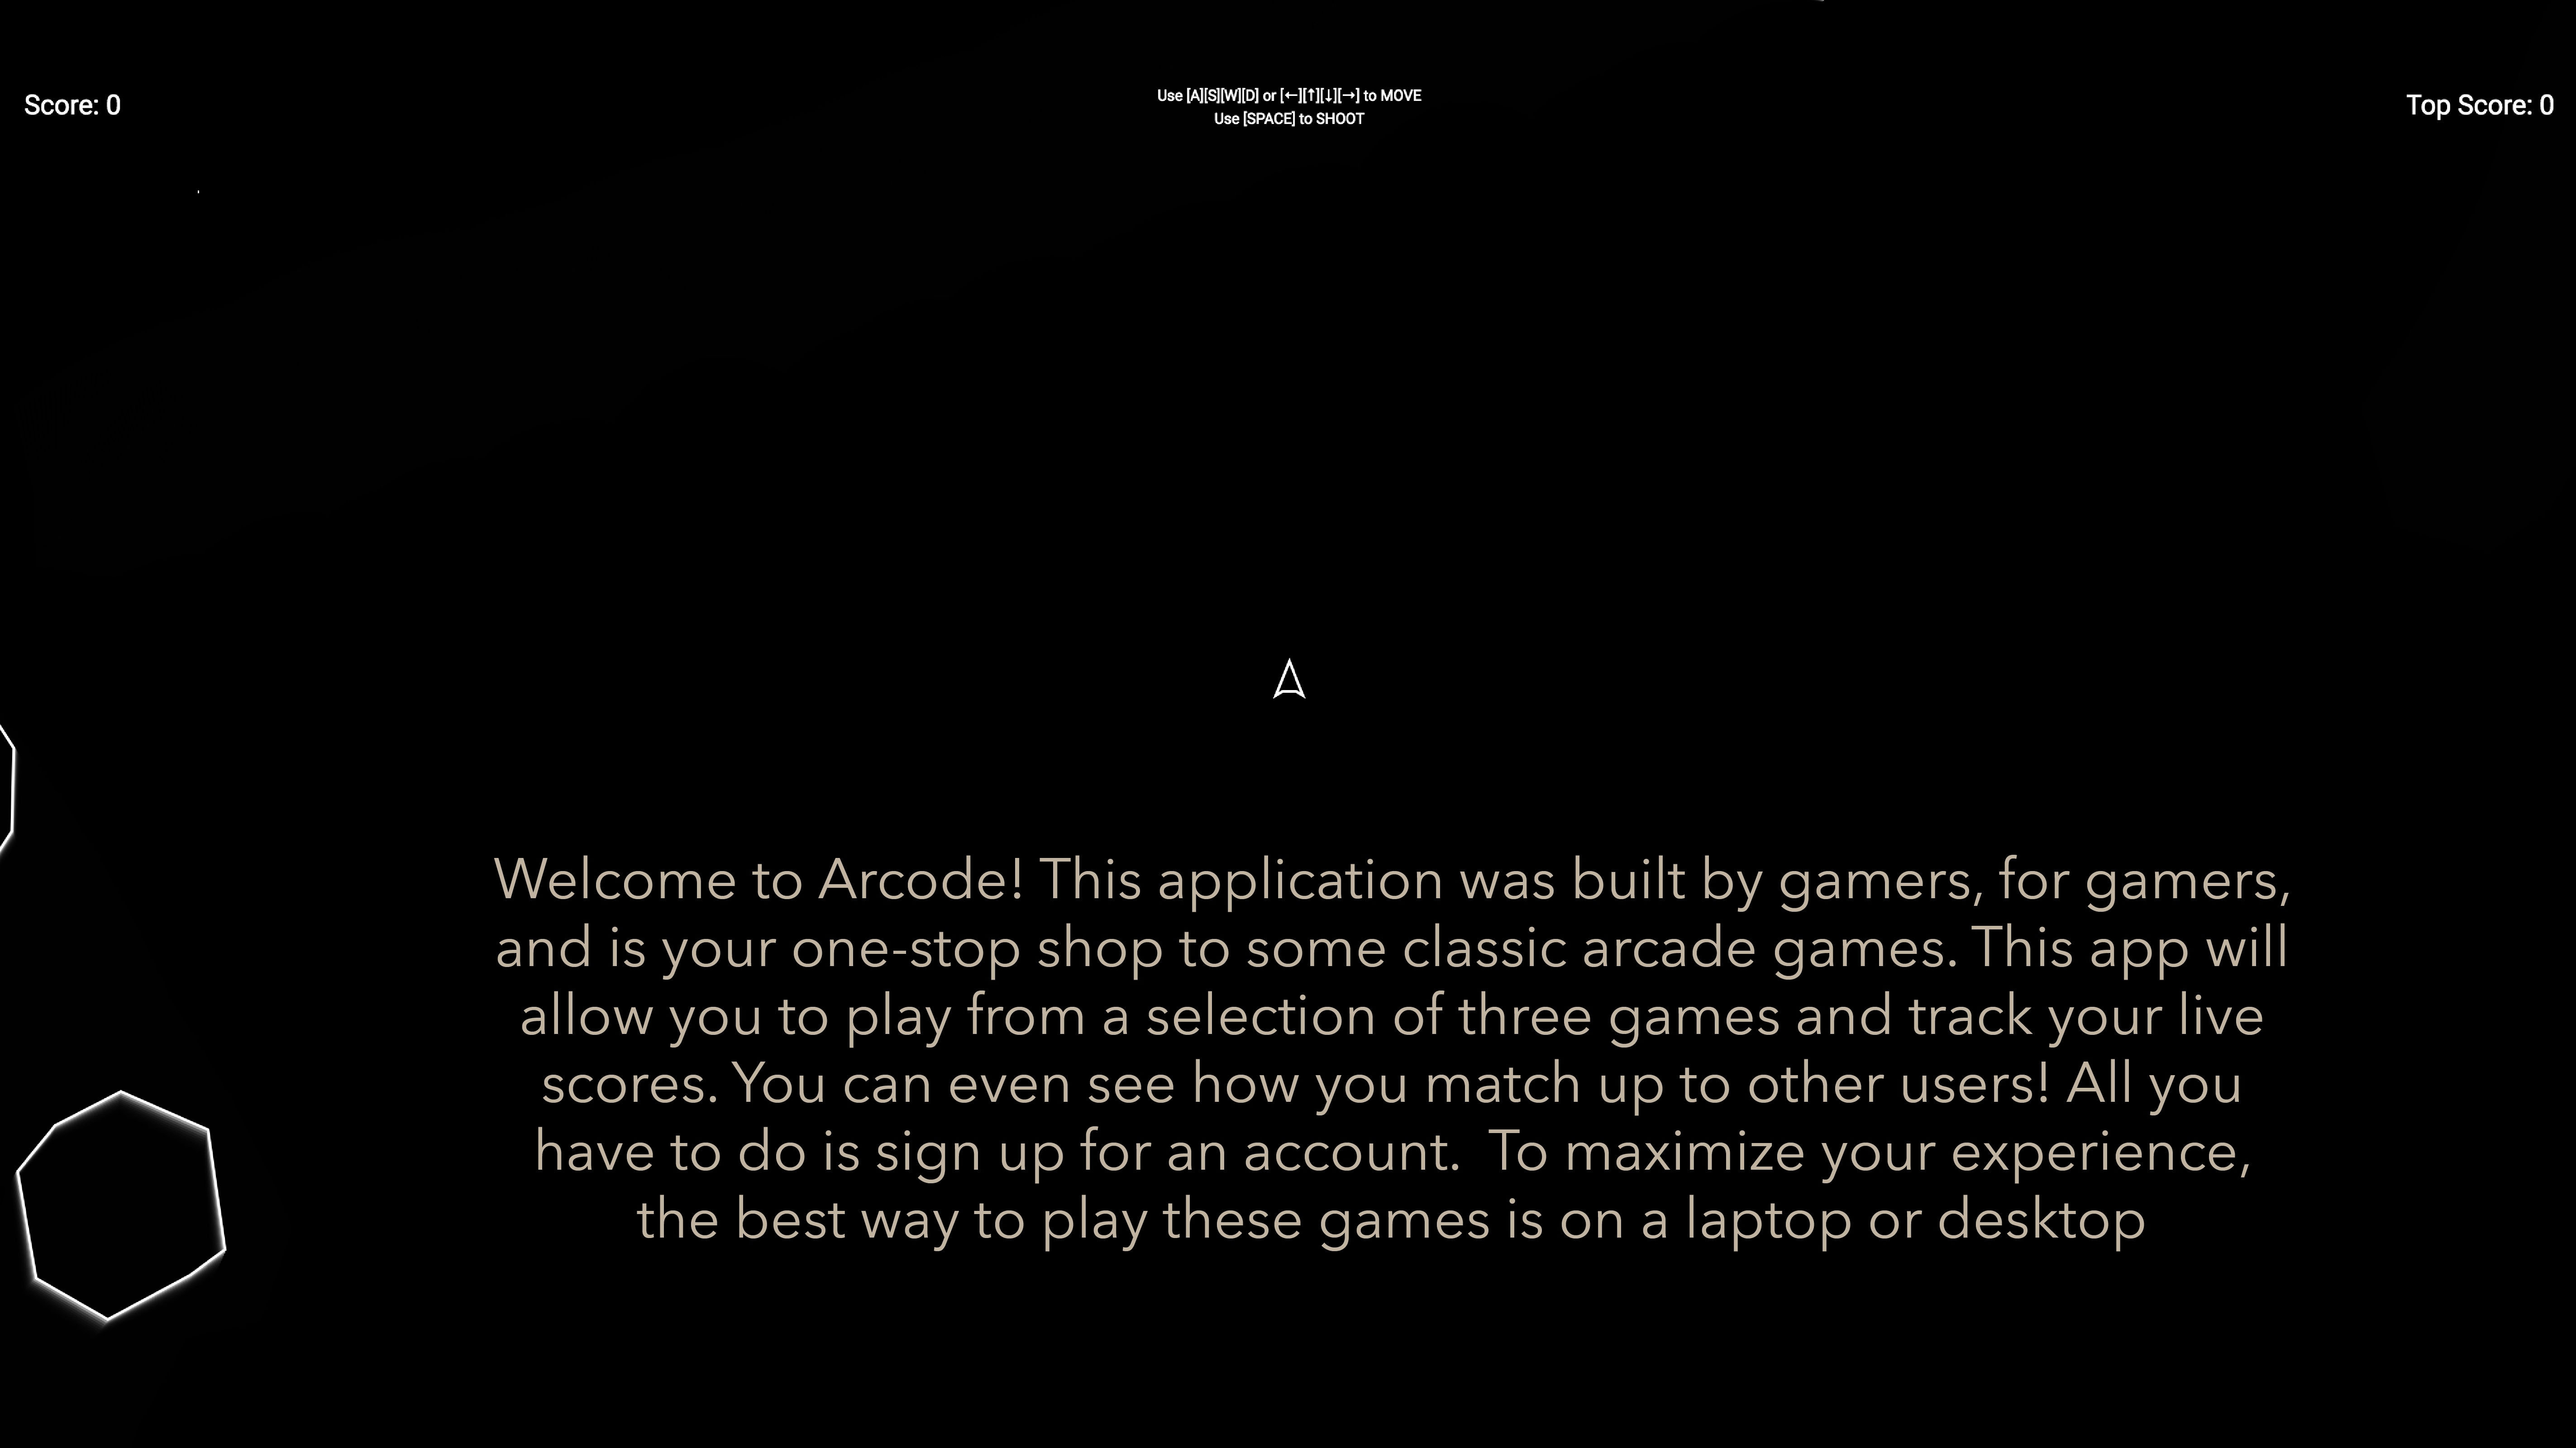 Score: 0
Use [A][S][W][D] or [←][↑][↓][→] to MOVE
Use [SPACE] to SHOOT
Top Score: 0
Welcome to Arcode! This application was built by gamers, for gamers,
and is your one-stop shop to some classic arcade games. This app will
allow you to play from a selection of three games and track your live
scores. You can even see how you match up to other users! All you
have to do is sign up for an account.  To maximize your experience,
the best way to play these games is on a laptop or desktop